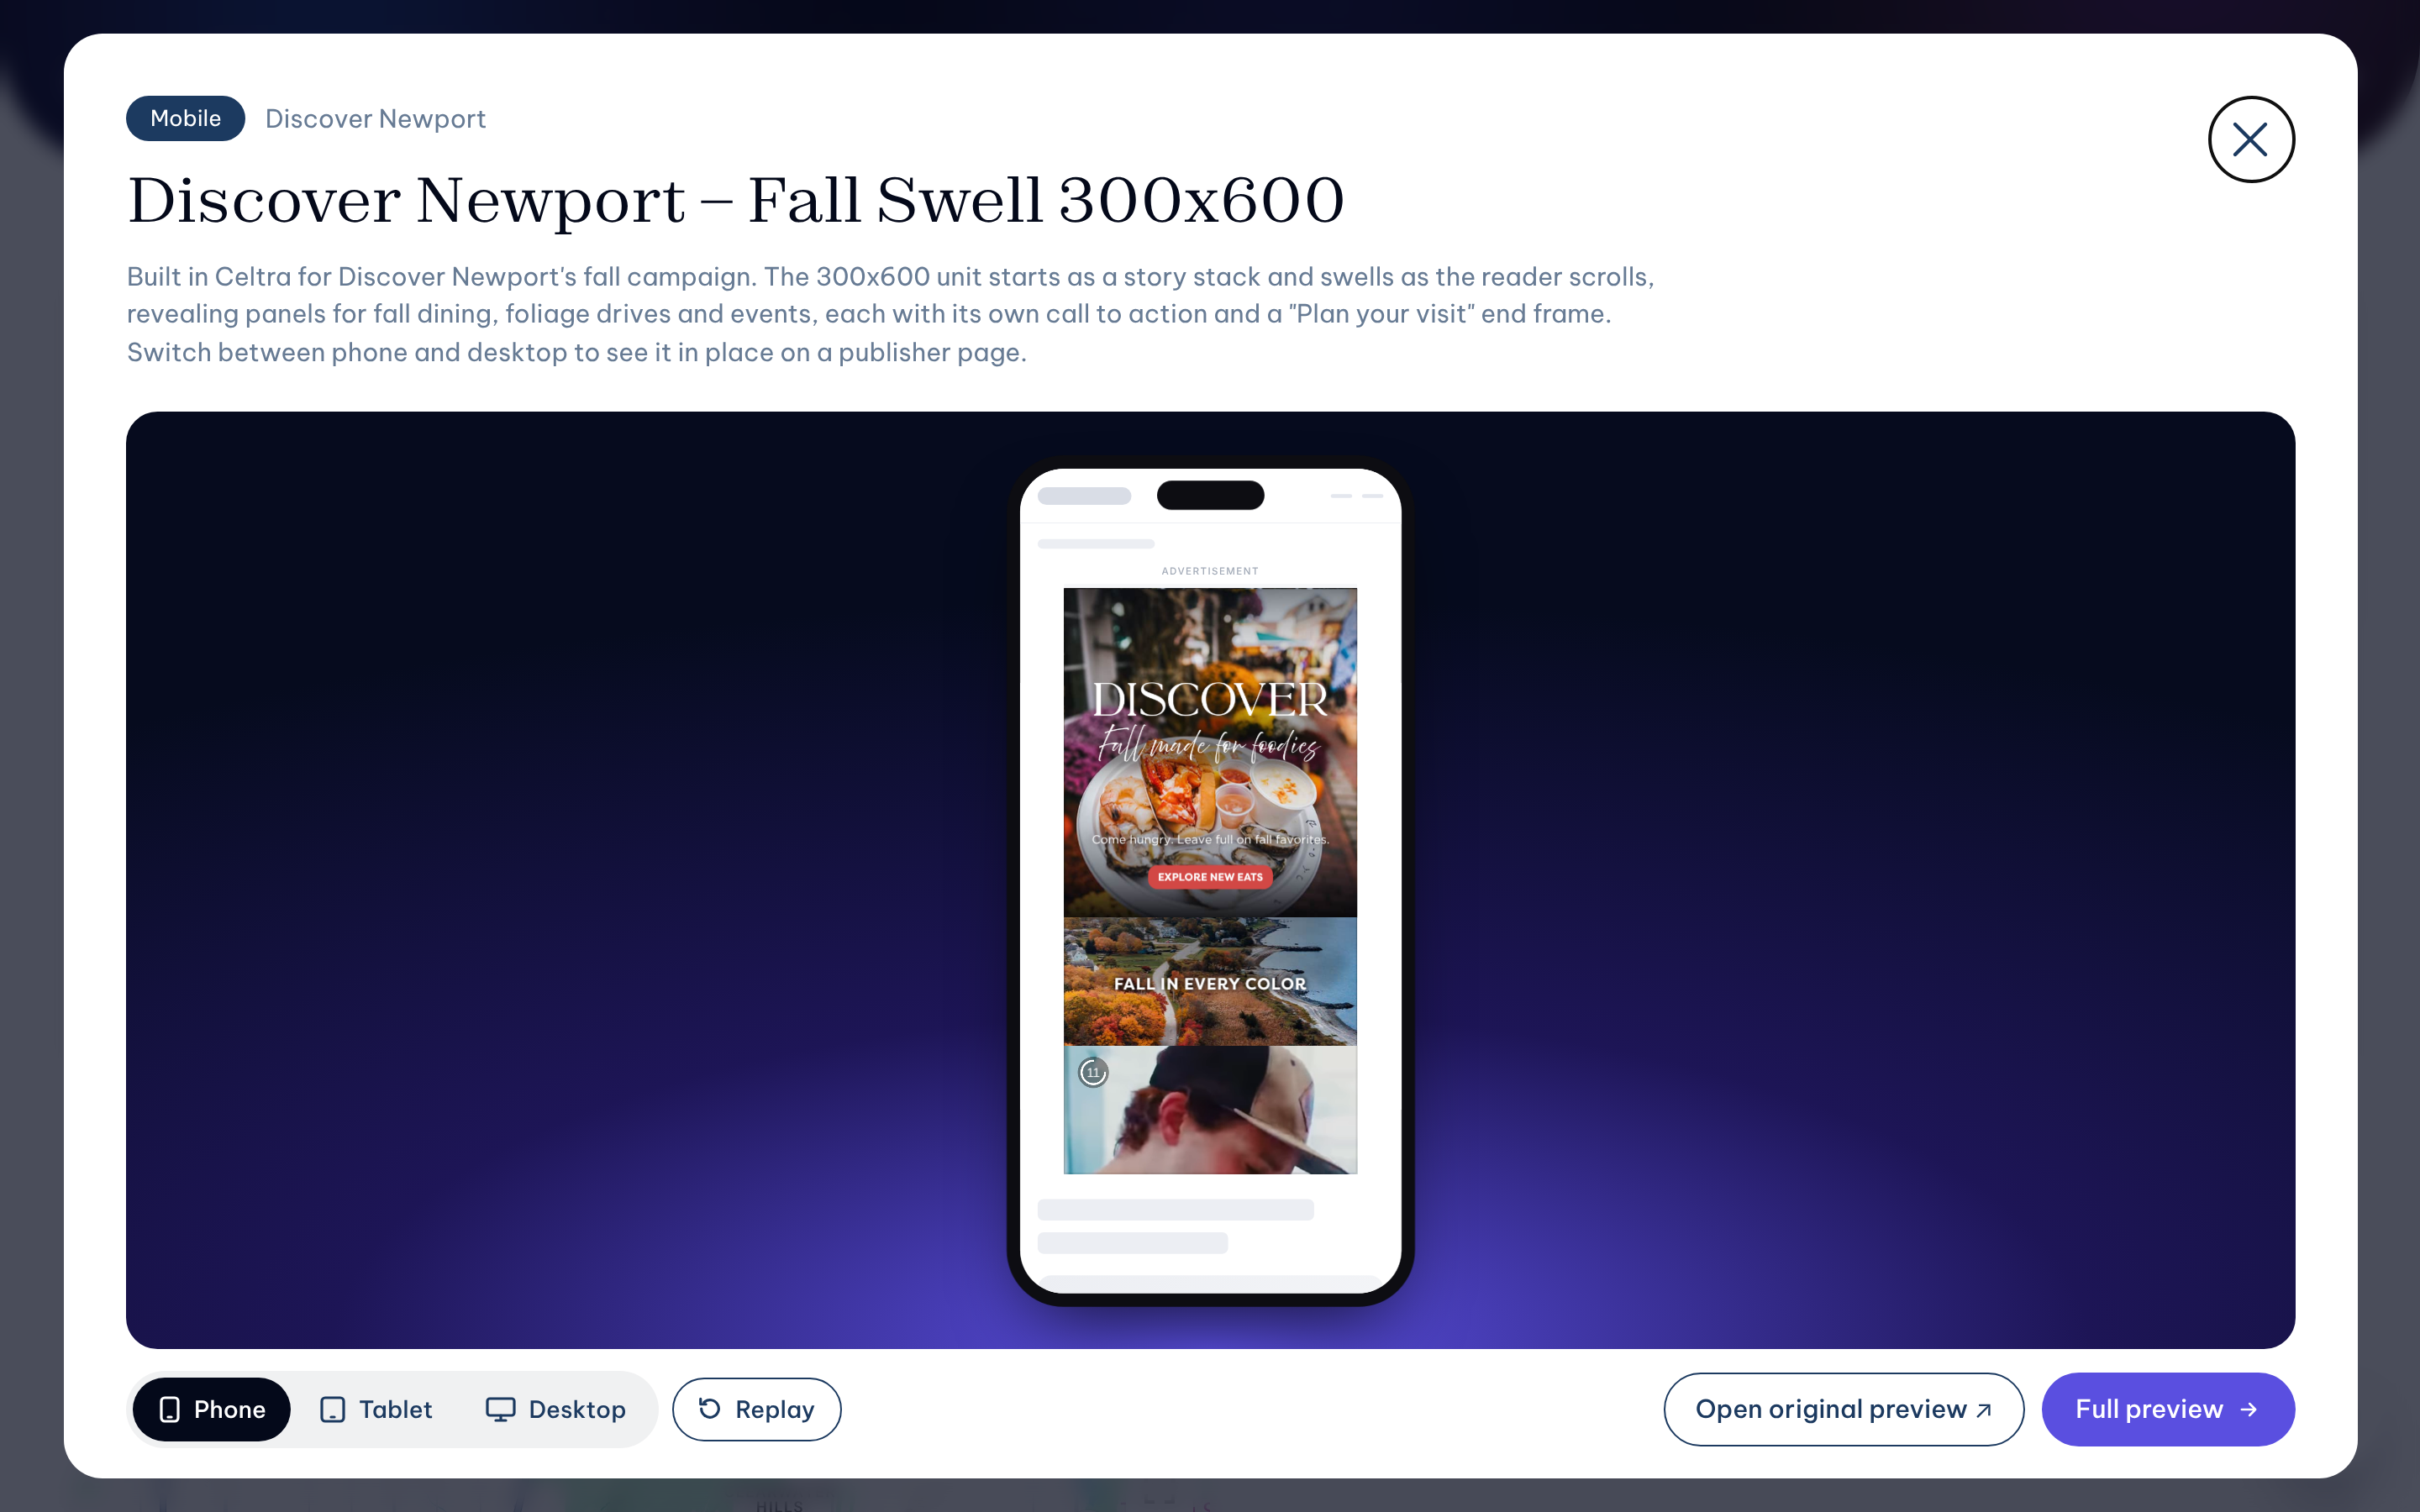 Mobile
Discover Newport
Discover Newport – Fall Swell 300x600
Built in Celtra for Discover Newport's fall campaign. The 300x600 unit starts as a story stack and swells as the reader scrolls,
revealing panels for fall dining, foliage drives and events, each with its own call to action and a "Plan your visit" end frame.
Switch between phone and desktop to see it in place on a publisher page.
ADVERTISEMENT
DISCOVER
Fall made for foodies
Come hungry. Leave full on fall favorites.
EXPLORE NEW EATS
FALL IN EVERY COLOR
11
Phone
Tablet
Desktop
Replay
Open original preview
Full preview
HILLS